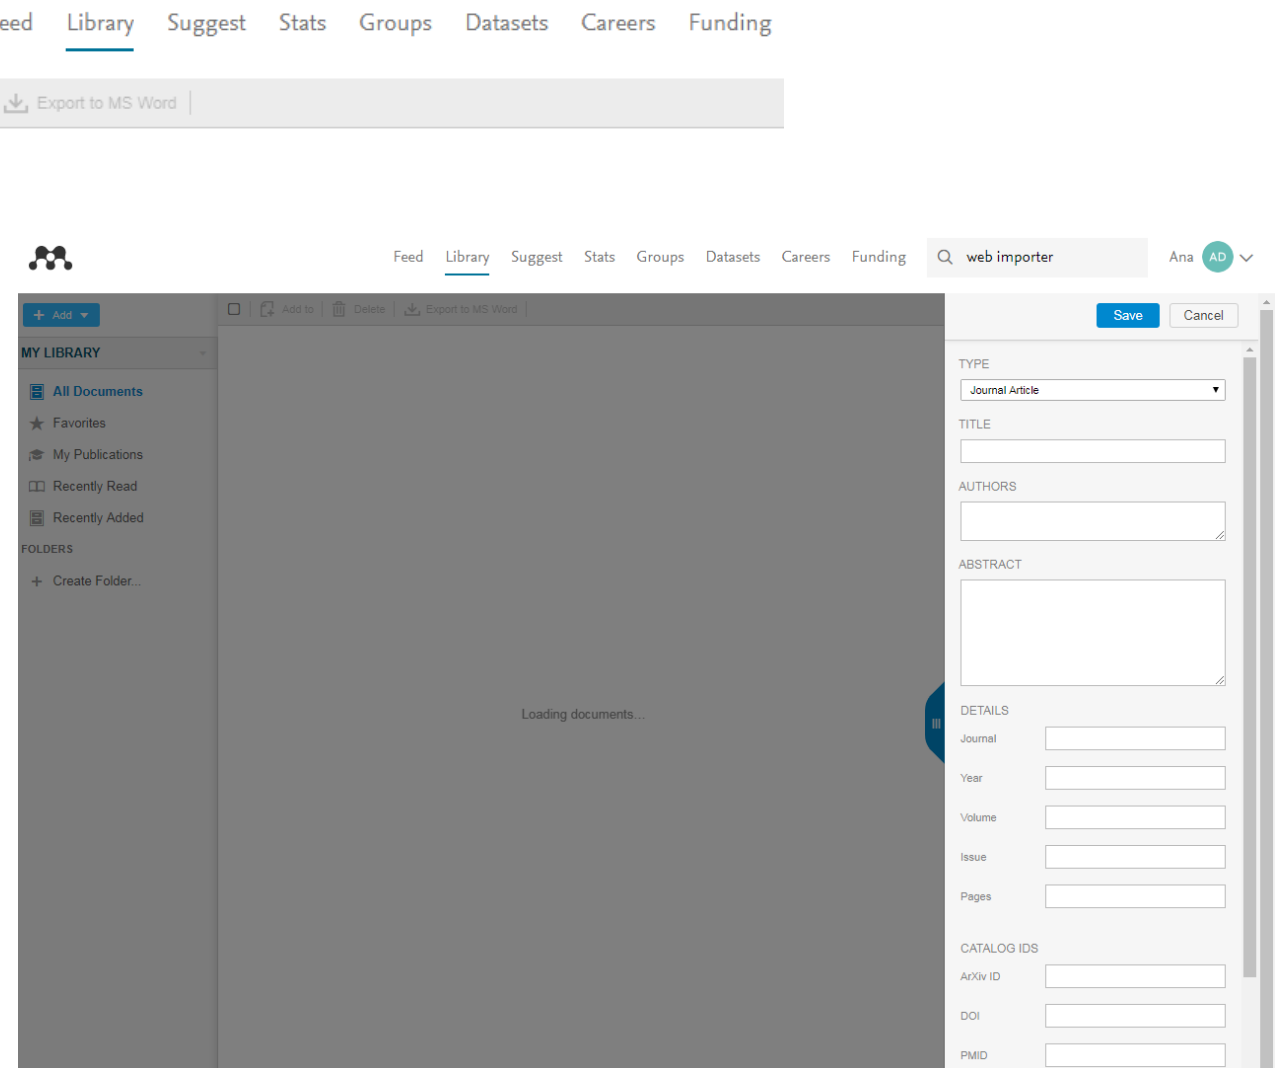 Library Suggest Stats Groups Datasets Careers Funding
Export to MS Word
Feed Library Suggest Stats Groups Datasets Careers Funding web importer Ana AD
+ Add
Add to Delete Export to MS Word
Save Cancel
MY LIBRARY
All Documents
Favorites
My Publications
Recently Read
Recently Added
FOLDERS
+ Create Folder...
Loading documents...
TYPE
Journal Article
TITLE
AUTHORS
ABSTRACT
DETAILS
Journal
Year
Volume
Issue
Pages
CATALOG IDS
ArXiv ID
DOI
PMID